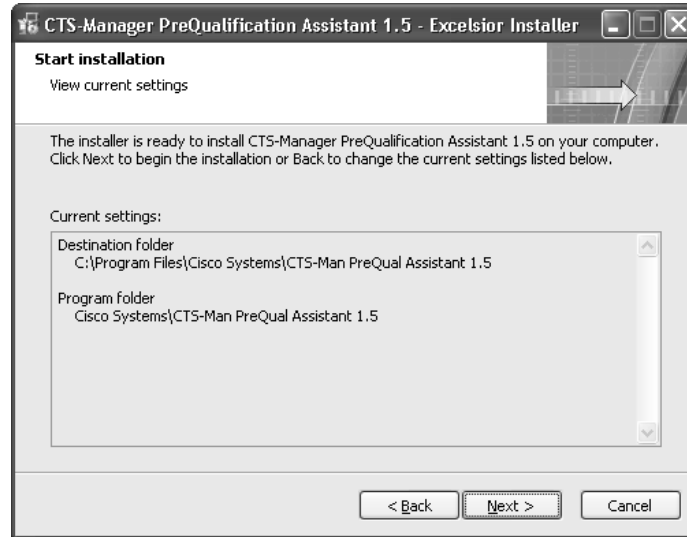 CTS-Manager PreQualification Assistant 1.5 - Excelsior Installer
Start installation
View current settings
The installer is ready to install CTS-Manager PreQualification Assistant 1.5 on your computer.
Click Next to begin the installation or Back to change the current settings listed below.
Current settings:
Destination folder
C:\Program Files\Cisco Systems\CTS-Man PreQual Assistant 1.5
Program folder
Cisco Systems\CTS-Man PreQual Assistant 1.5
< Back Next > Cancel